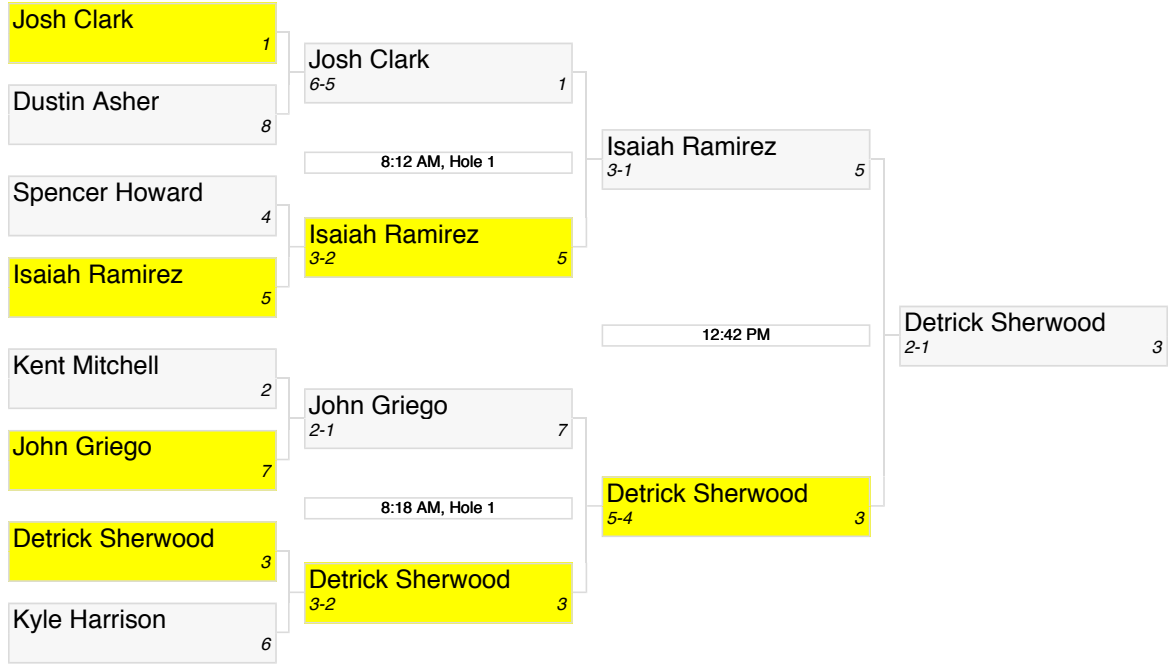 Josh Clark
1
Dustin Asher
8
Spencer Howard
4
Isaiah Ramirez
5
Kent Mitchell
2
John Griego
7
Detrick Sherwood
3
Kyle Harrison
6
Josh Clark
6-5 1
8:12 AM, Hole 1
Isaiah Ramirez
3-2 5
John Griego
2-1 7
8:18 AM, Hole 1
Detrick Sherwood
3-2 3
Isaiah Ramirez
3-1 5
12:42 PM
Detrick Sherwood
5-4 3
Detrick Sherwood
2-1 3